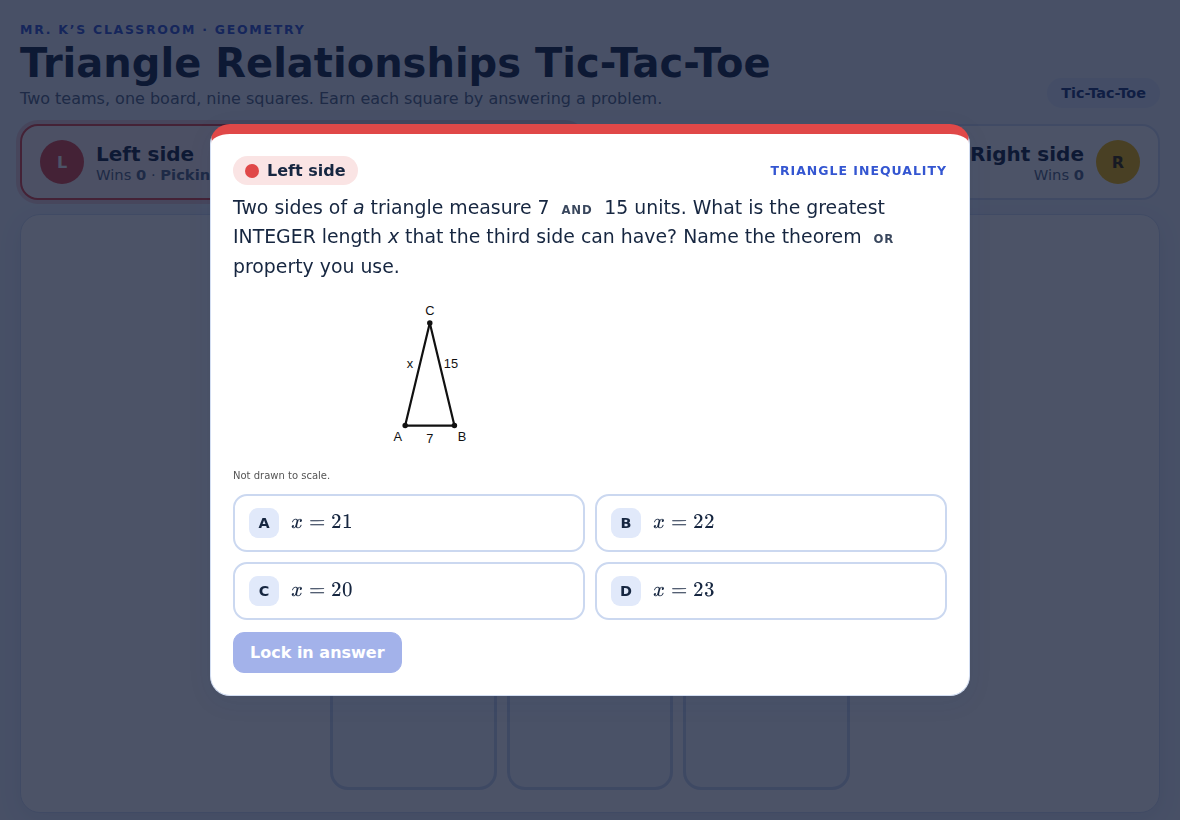 MR. K'S CLASSROOM · GEOMETRY
Triangle Relationships Tic-Tac-Toe
Two teams, one board, nine squares. Earn each square by answering a problem.
Tic-Tac-Toe
L
Left side
Wins 0 · Pickin
Right side
Wins 0
R
Left side
TRIANGLE INEQUALITY
Two sides of a triangle measure 7 AND 15 units. What is the greatest
INTEGER length x that the third side can have? Name the theorem OR
property you use.
C
x
15
A
7
B
Not drawn to scale.
A x = 21
B x = 22
C x = 20
D x = 23
Lock in answer